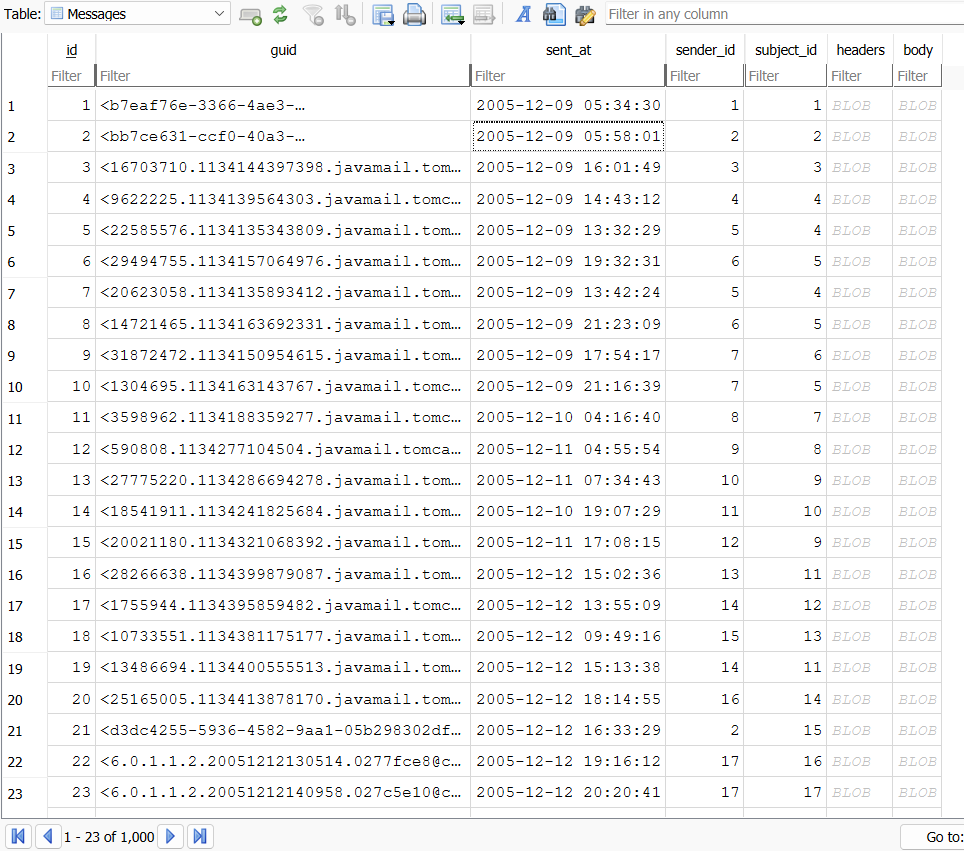 Table: Messages Filter in any column
id guid sent_at sender_id subject_id headers body
Filter Filter Filter Filter Filter Filter Filter
1 1 <b7eaf76e-3366-4ae3-… 2005-12-09 05:34:30 1 1 BLOB BLOB
2 2 <bb7ce631-ccf0-40a3-… 2005-12-09 05:58:01 2 2 BLOB BLOB
3 3 <16703710.1134144397398.javamail.tom… 2005-12-09 16:01:49 3 3 BLOB BLOB
4 4 <9622225.1134139564303.javamail.tomc… 2005-12-09 14:43:12 4 4 BLOB BLOB
5 5 <22585576.1134135343809.javamail.tom… 2005-12-09 13:32:29 5 4 BLOB BLOB
6 6 <29494755.1134157064976.javamail.tom… 2005-12-09 19:32:31 6 5 BLOB BLOB
7 7 <20623058.1134135893412.javamail.tom… 2005-12-09 13:42:24 5 4 BLOB BLOB
8 8 <14721465.1134163692331.javamail.tom… 2005-12-09 21:23:09 6 5 BLOB BLOB
9 9 <31872472.1134150954615.javamail.tom… 2005-12-09 17:54:17 7 6 BLOB BLOB
10 10 <1304695.1134163143767.javamail.tomc… 2005-12-09 21:16:39 7 5 BLOB BLOB
11 11 <3598962.1134188359277.javamail.tomc… 2005-12-10 04:16:40 8 7 BLOB BLOB
12 12 <590808.1134277104504.javamail.tomca… 2005-12-11 04:55:54 9 8 BLOB BLOB
13 13 <27775220.1134286694278.javamail.tom… 2005-12-11 07:34:43 10 9 BLOB BLOB
14 14 <18541911.1134241825684.javamail.tom… 2005-12-10 19:07:29 11 10 BLOB BLOB
15 15 <20021180.1134321068392.javamail.tom… 2005-12-11 17:08:15 12 9 BLOB BLOB
16 16 <28266638.1134399879087.javamail.tom… 2005-12-12 15:02:36 13 11 BLOB BLOB
17 17 <1755944.1134395859482.javamail.tomc… 2005-12-12 13:55:09 14 12 BLOB BLOB
18 18 <10733551.1134381175177.javamail.tom… 2005-12-12 09:49:16 15 13 BLOB BLOB
19 19 <13486694.1134400555513.javamail.tom… 2005-12-12 15:13:38 14 11 BLOB BLOB
20 20 <25165005.1134413878170.javamail.tom… 2005-12-12 18:14:55 16 14 BLOB BLOB
21 21 <d3dc4255-5936-4582-9aa1-05b298302df… 2005-12-12 16:33:29 2 15 BLOB BLOB
22 22 <6.0.1.1.2.20051212130514.0277fce8@c… 2005-12-12 19:16:12 17 16 BLOB BLOB
23 23 <6.0.1.1.2.20051212140958.027c5e10@c… 2005-12-12 20:20:41 17 17 BLOB BLOB
1 - 23 of 1,000 Go to: